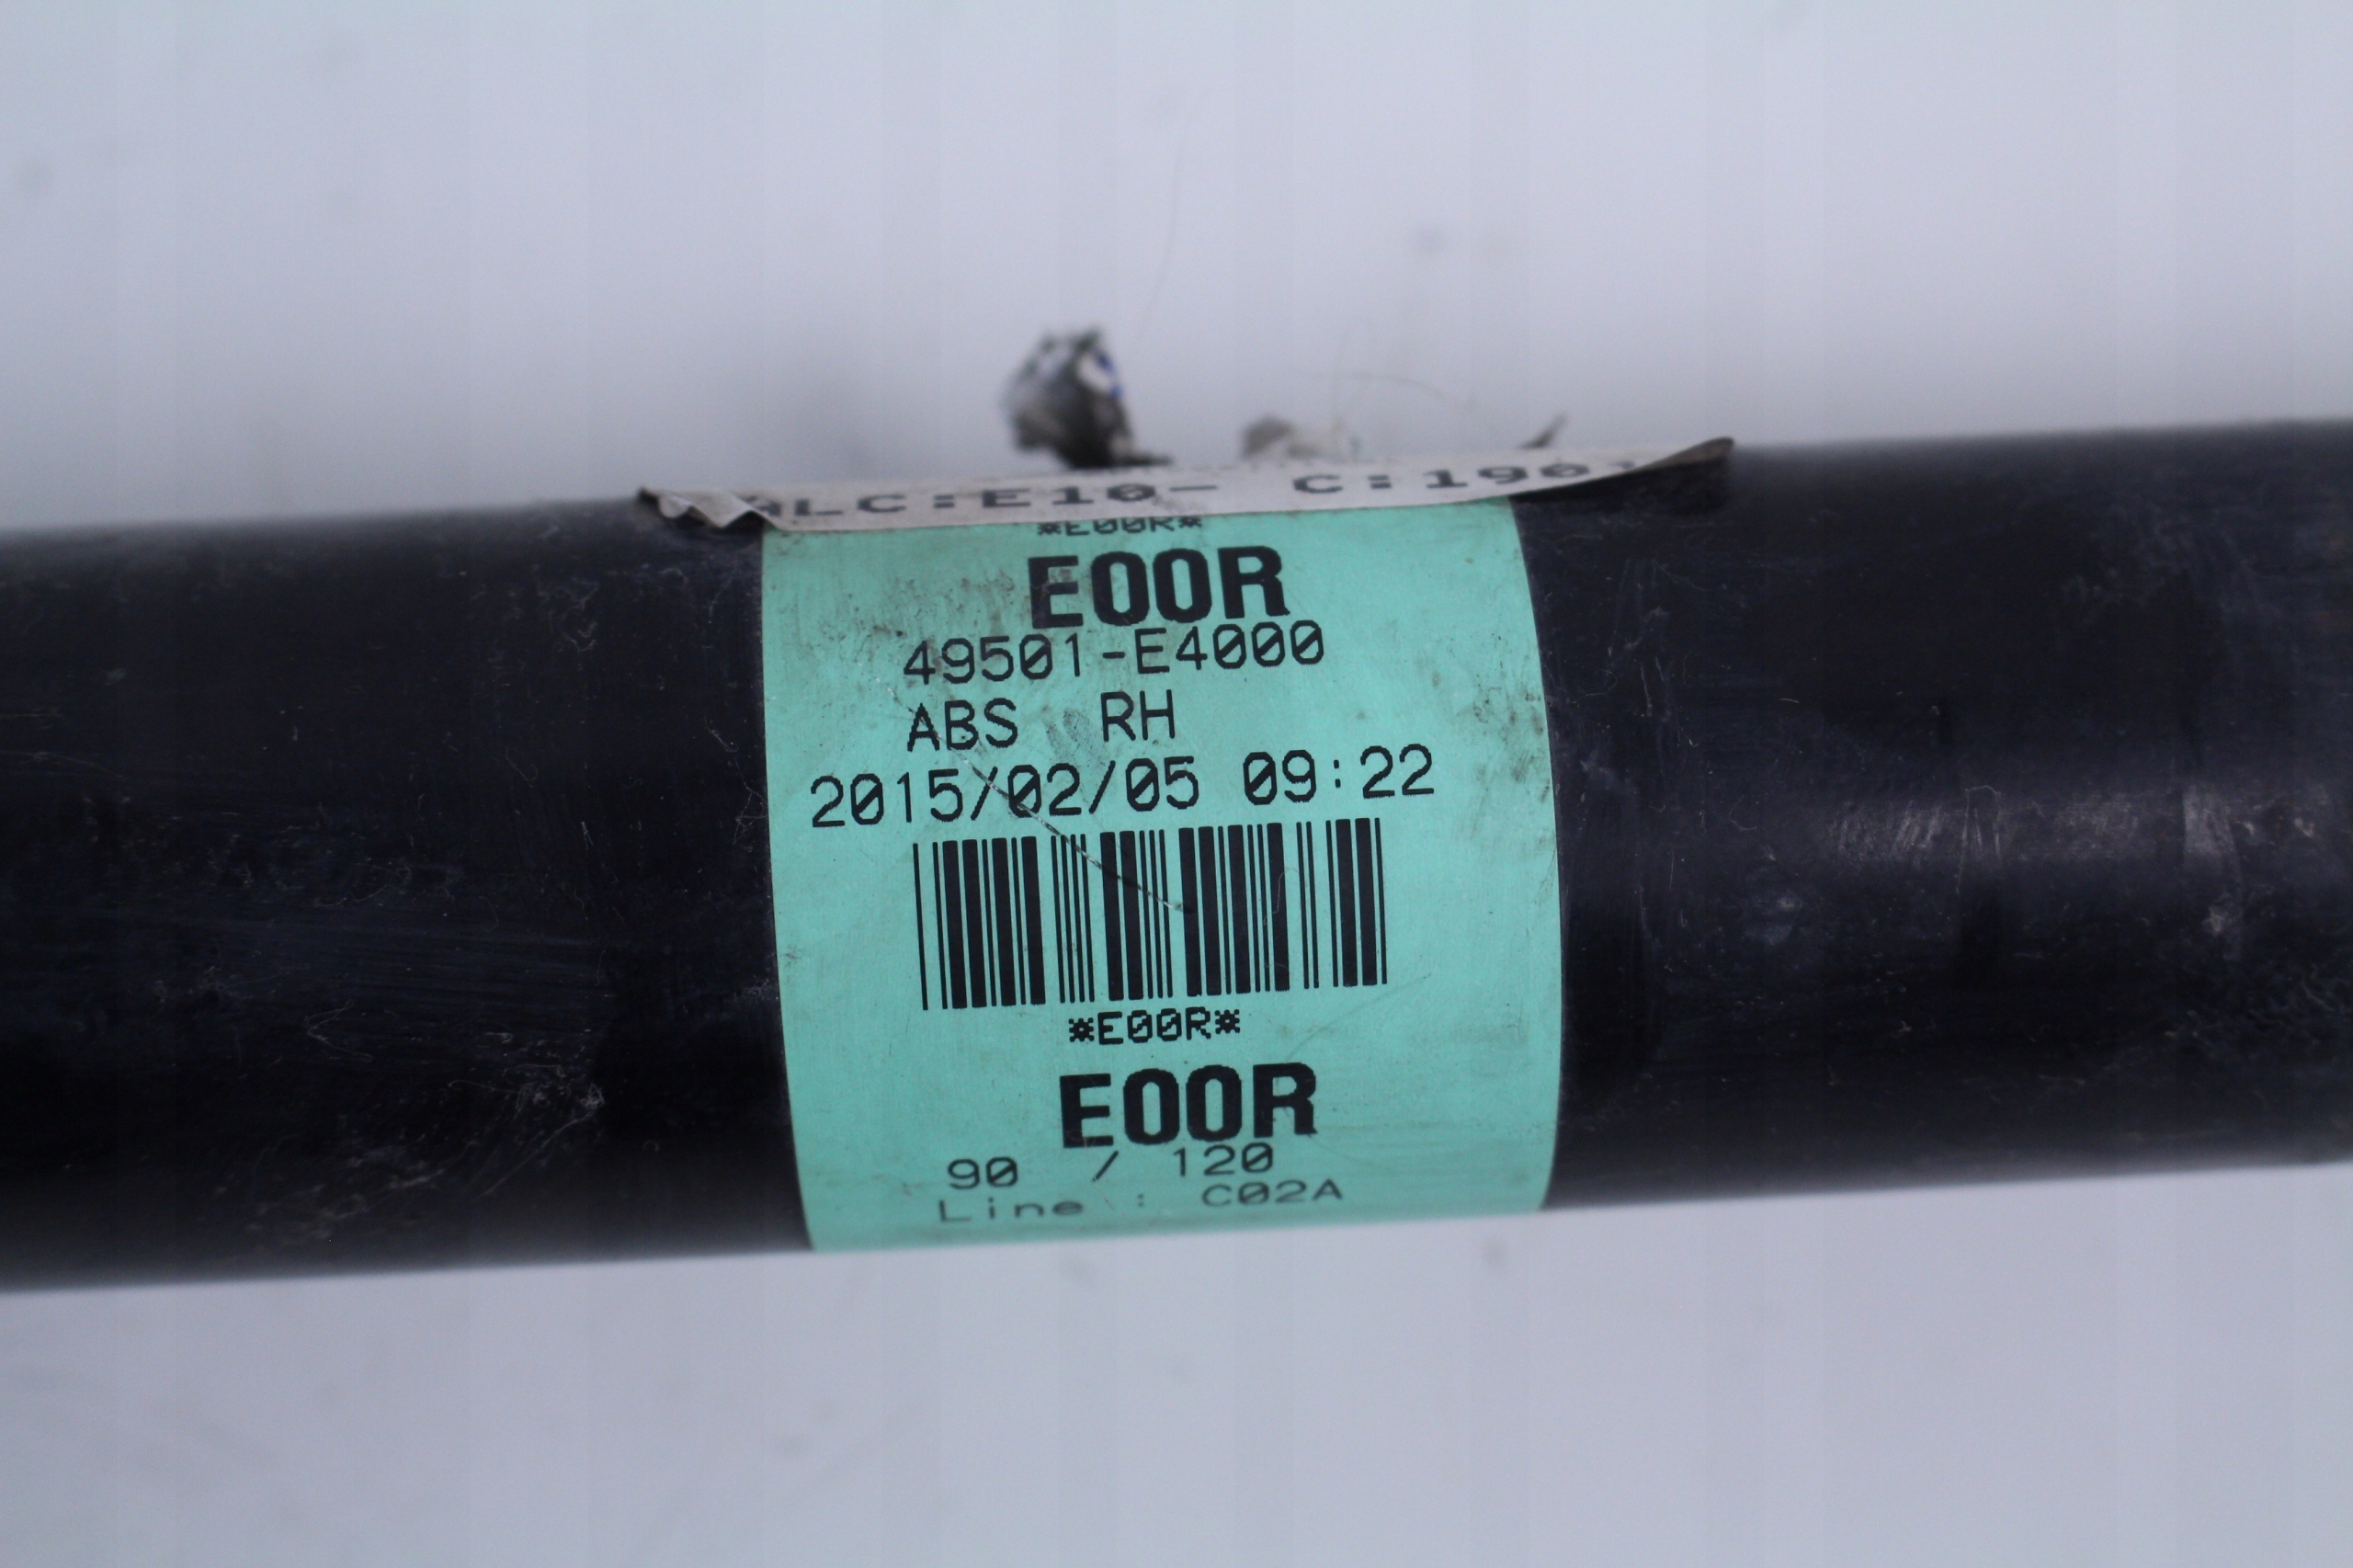 ALC:E10- C:190
*E00R*
E00R
49501-E4000
ABS RH
2015/02/05 09:22
*E00R*
E00R
90 / 120
Line : C02A